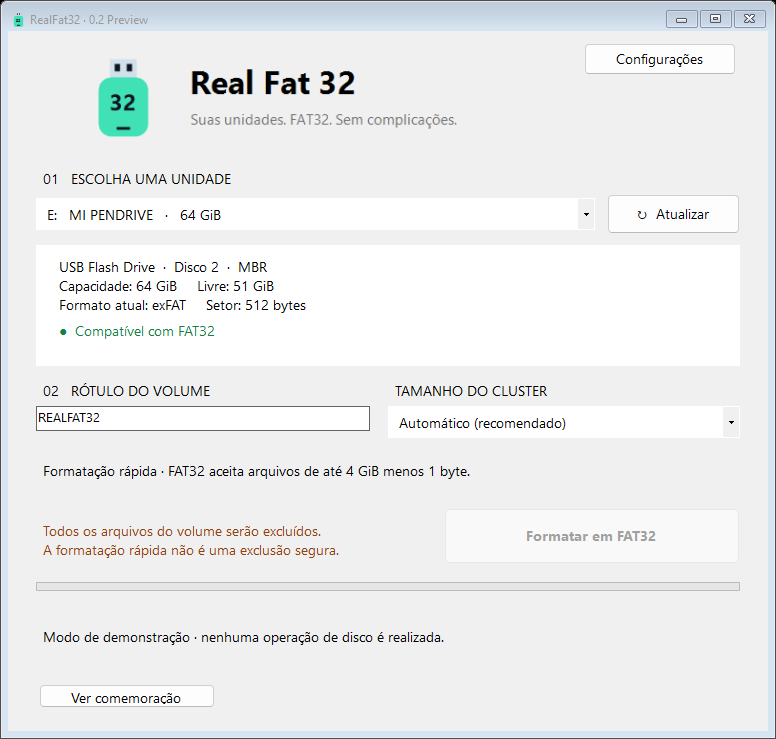 RealFat32 · 0.2 Preview
Configurações
32
Real Fat 32
Suas unidades. FAT32. Sem complicações.
01 ESCOLHA UMA UNIDADE
E: MI PENDRIVE · 64 GiB
↻ Atualizar
USB Flash Drive · Disco 2 · MBR
Capacidade: 64 GiB Livre: 51 GiB
Formato atual: exFAT Setor: 512 bytes
● Compatível com FAT32
02 RÓTULO DO VOLUME
TAMANHO DO CLUSTER
REALFAT32
Automático (recomendado)
Formatação rápida · FAT32 aceita arquivos de até 4 GiB menos 1 byte.
Todos os arquivos do volume serão excluídos.
A formatação rápida não é uma exclusão segura.
Formatar em FAT32
Modo de demonstração · nenhuma operação de disco é realizada.
Ver comemoração